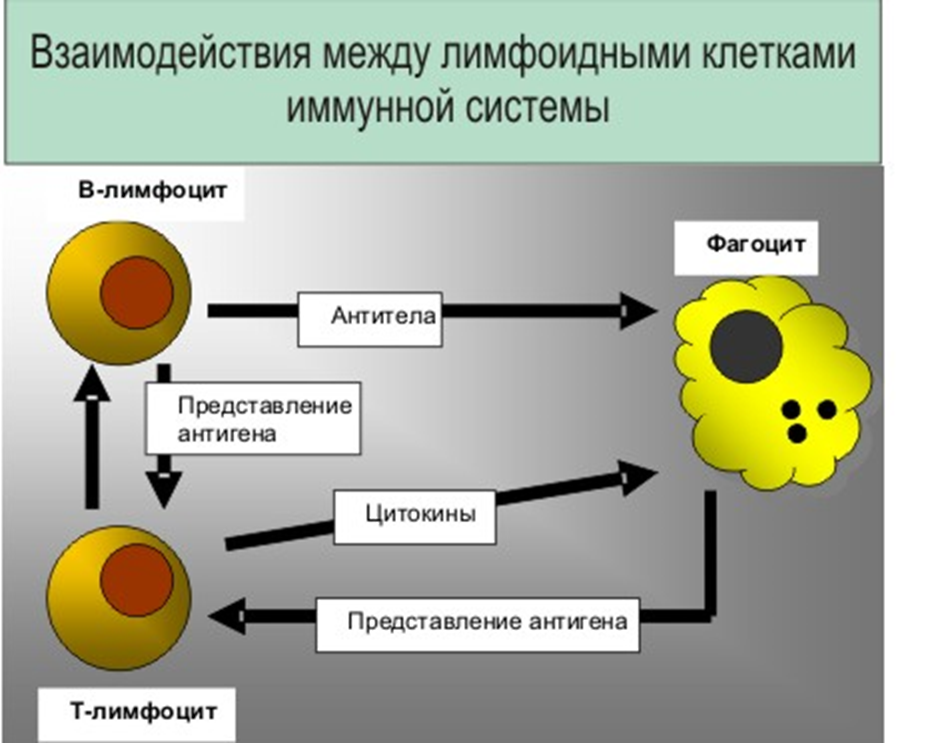 Взаимодействия между лимфоидными клетками
иммунной системы
В-лимфоцит
Фагоцит
Антитела
Представление
антигена
Цитокины
Представление антигена
Т-лимфоцит